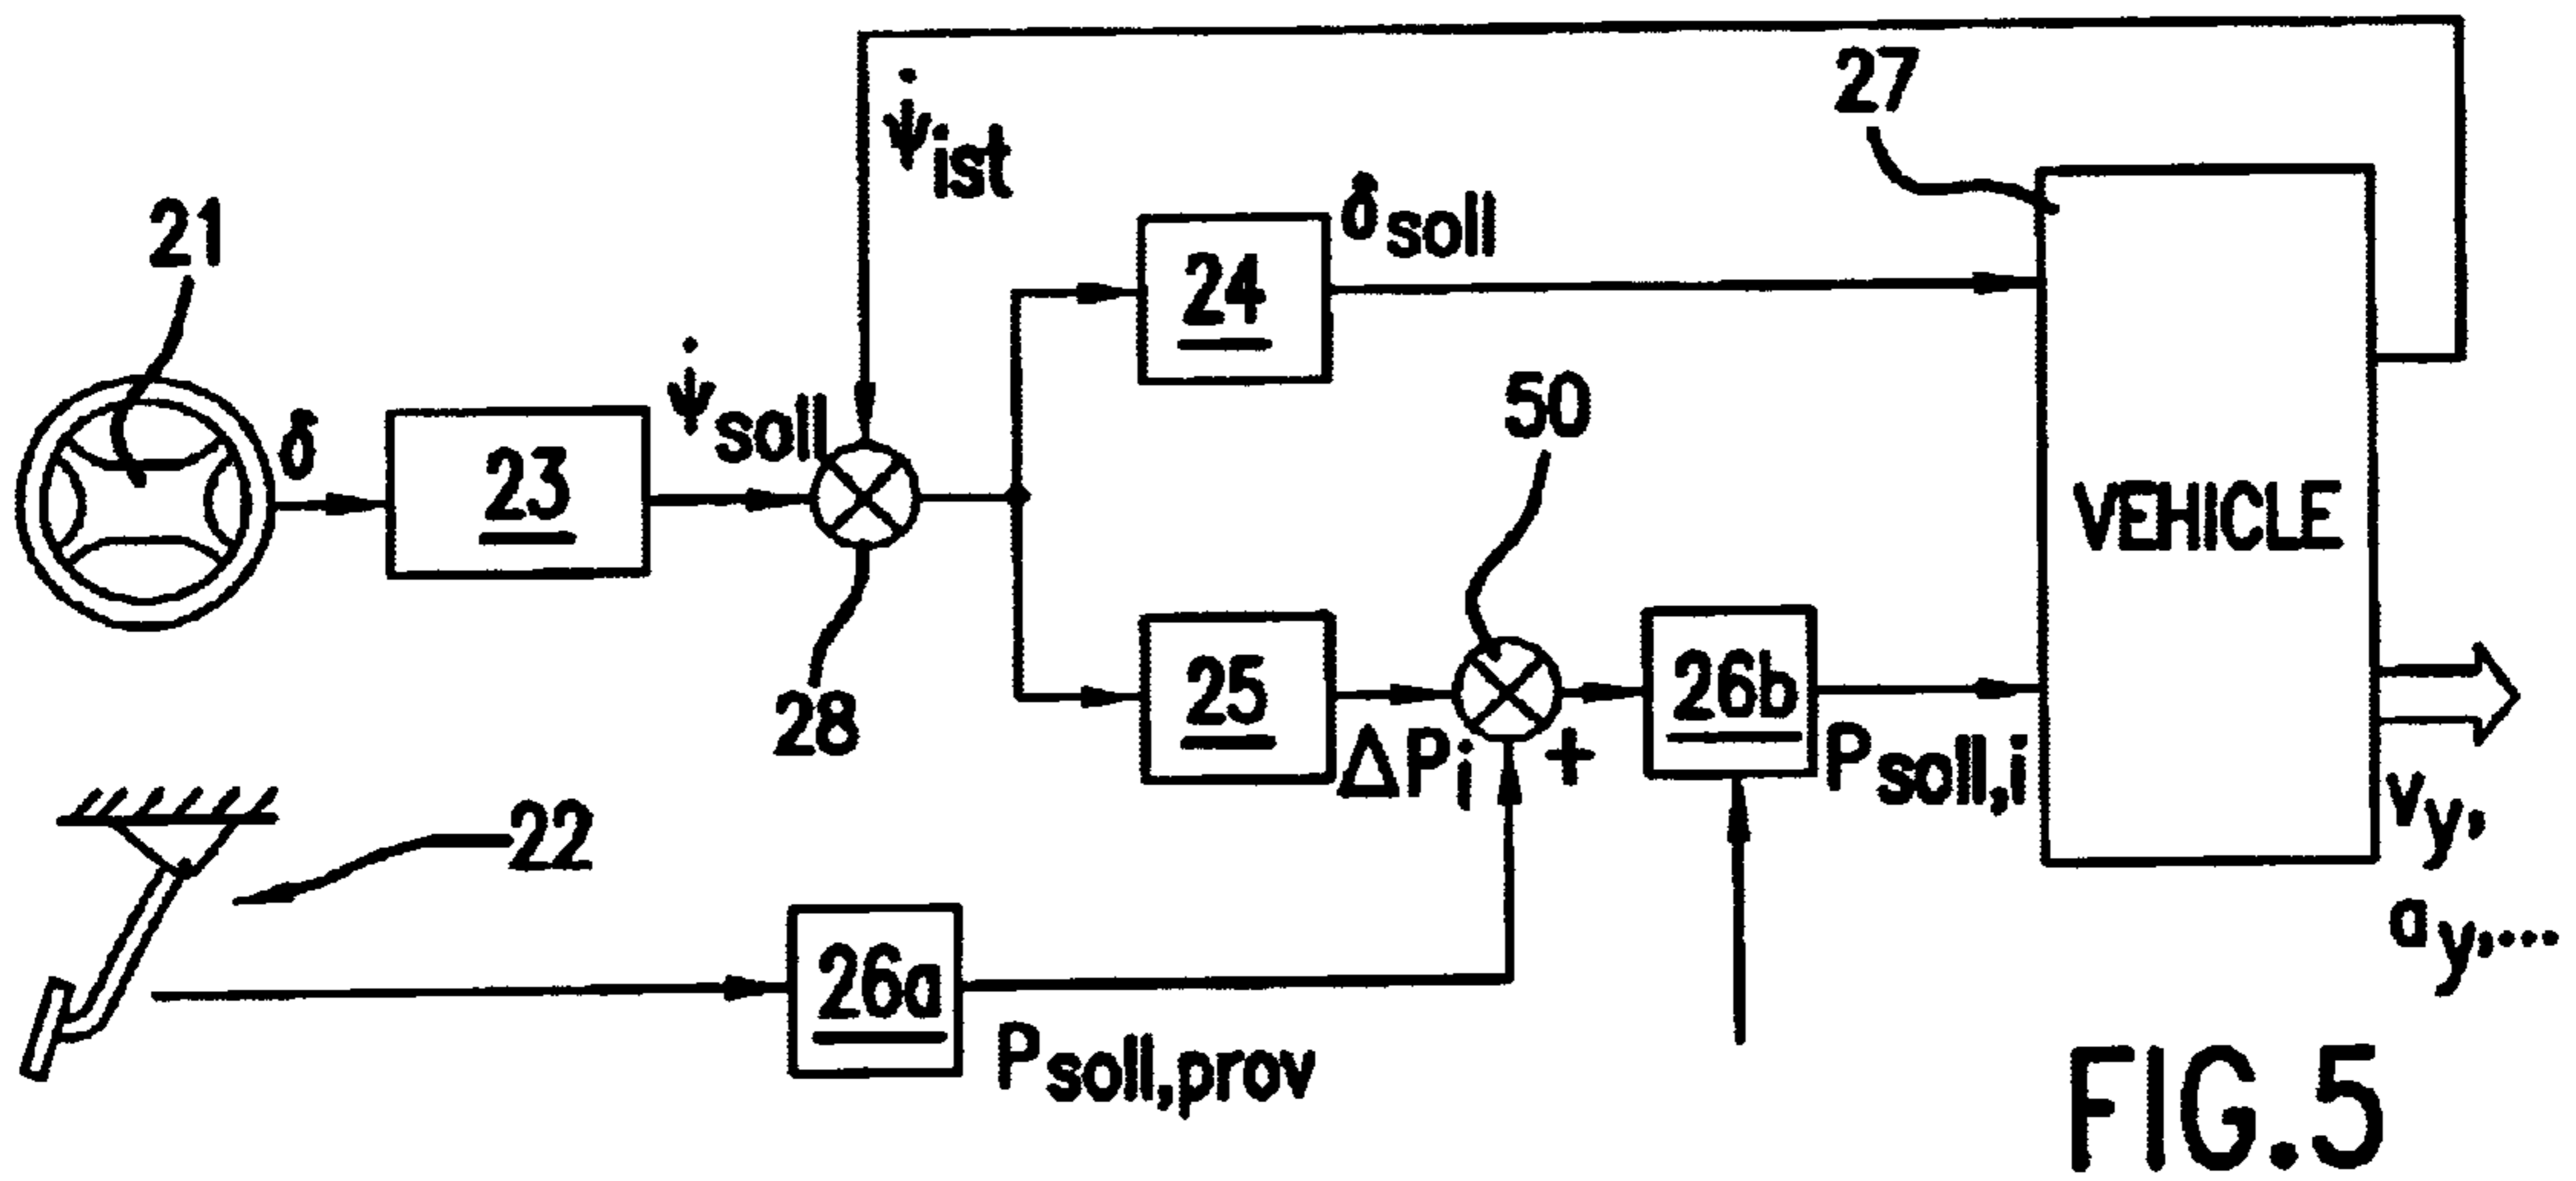 27
ψ̇ist
21
δsoll
24
δ
ψ̇soll
50
23
VEHICLE
28
25
26b
ΔPi
+
Psoll,i
22
vy,
ay,...
26a
Psoll,prov
FIG.5